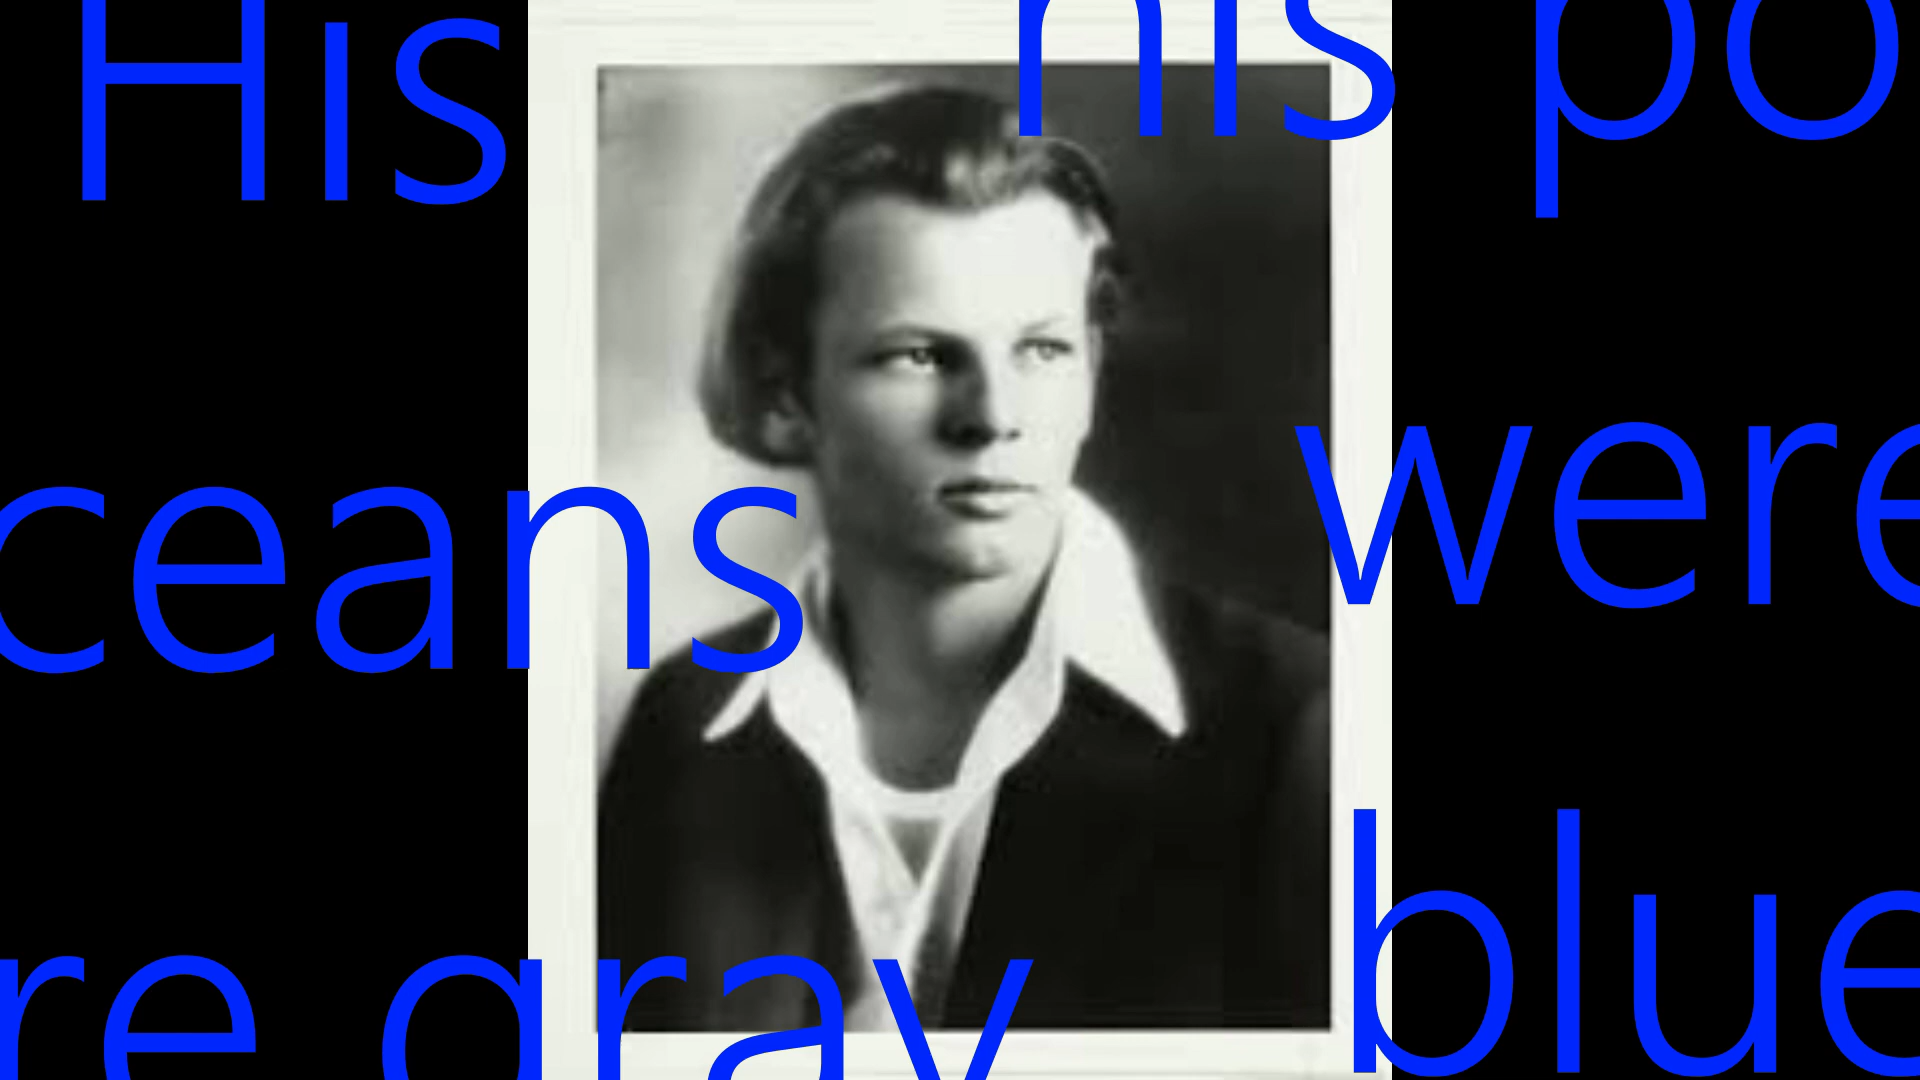 His
ceans
re gray
his po
were
blue